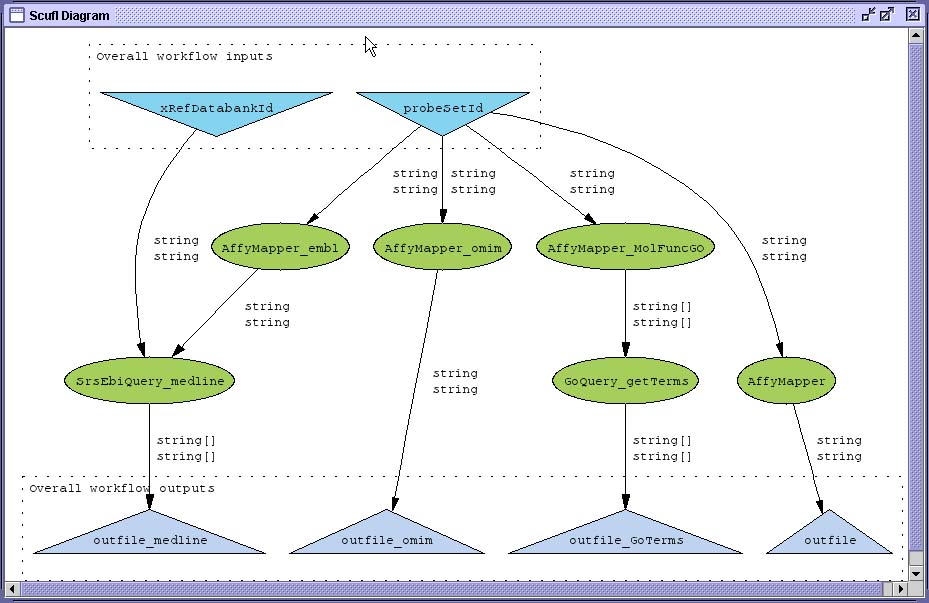 Scufl Diagram
Overall workflow inputs
xRefDatabankId
probeSetId
string
string
string
string
string
string
string
string
string
string
AffyMapper_embl
AffyMapper_omim
AffyMapper_MolFuncGO
string
string
string[]
string[]
SrsEbiQuery_medline
string
string
GoQuery_getTerms
AffyMapper
string[]
string[]
string[]
string[]
string
string
Overall workflow outputs
outfile_medline
outfile_omim
outfile_GoTerms
outfile